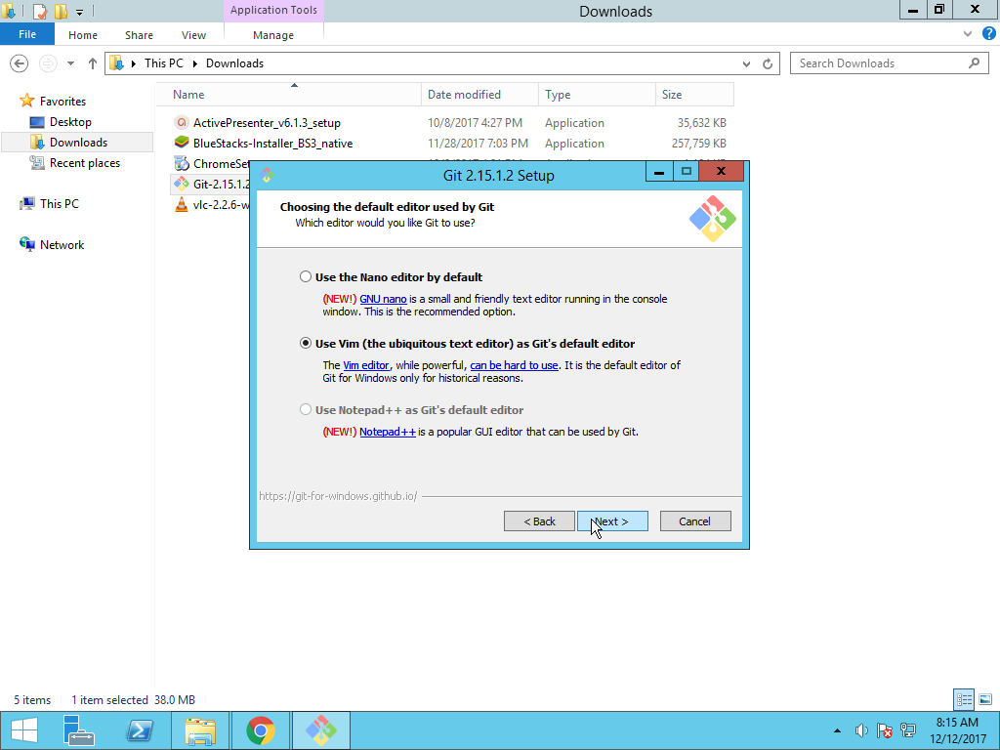 Application Tools
Downloads
File Home Share View Manage
This PC Downloads
Search Downloads
Favorites
Desktop
Downloads
Recent places
This PC
Network
Name Date modified Type Size
ActivePresenter_v6.1.3_setup 10/8/2017 4:27 PM Application 35,632 KB
BlueStacks-Installer_BS3_native 11/28/2017 7:03 PM Application 257,759 KB
ChromeSet
Git-2.15.1.2
vlc-2.2.6-w
Git 2.15.1.2 Setup
Choosing the default editor used by Git
Which editor would you like Git to use?
Use the Nano editor by default
(NEW!) GNU nano is a small and friendly text editor running in the console
window. This is the recommended option.
Use Vim (the ubiquitous text editor) as Git's default editor
The Vim editor, while powerful, can be hard to use. It is the default editor of
Git for Windows only for historical reasons.
Use Notepad++ as Git's default editor
(NEW!) Notepad++ is a popular GUI editor that can be used by Git.
https://git-for-windows.github.io/
< Back Next > Cancel
5 items 1 item selected 38.0 MB
8:15 AM
12/12/2017